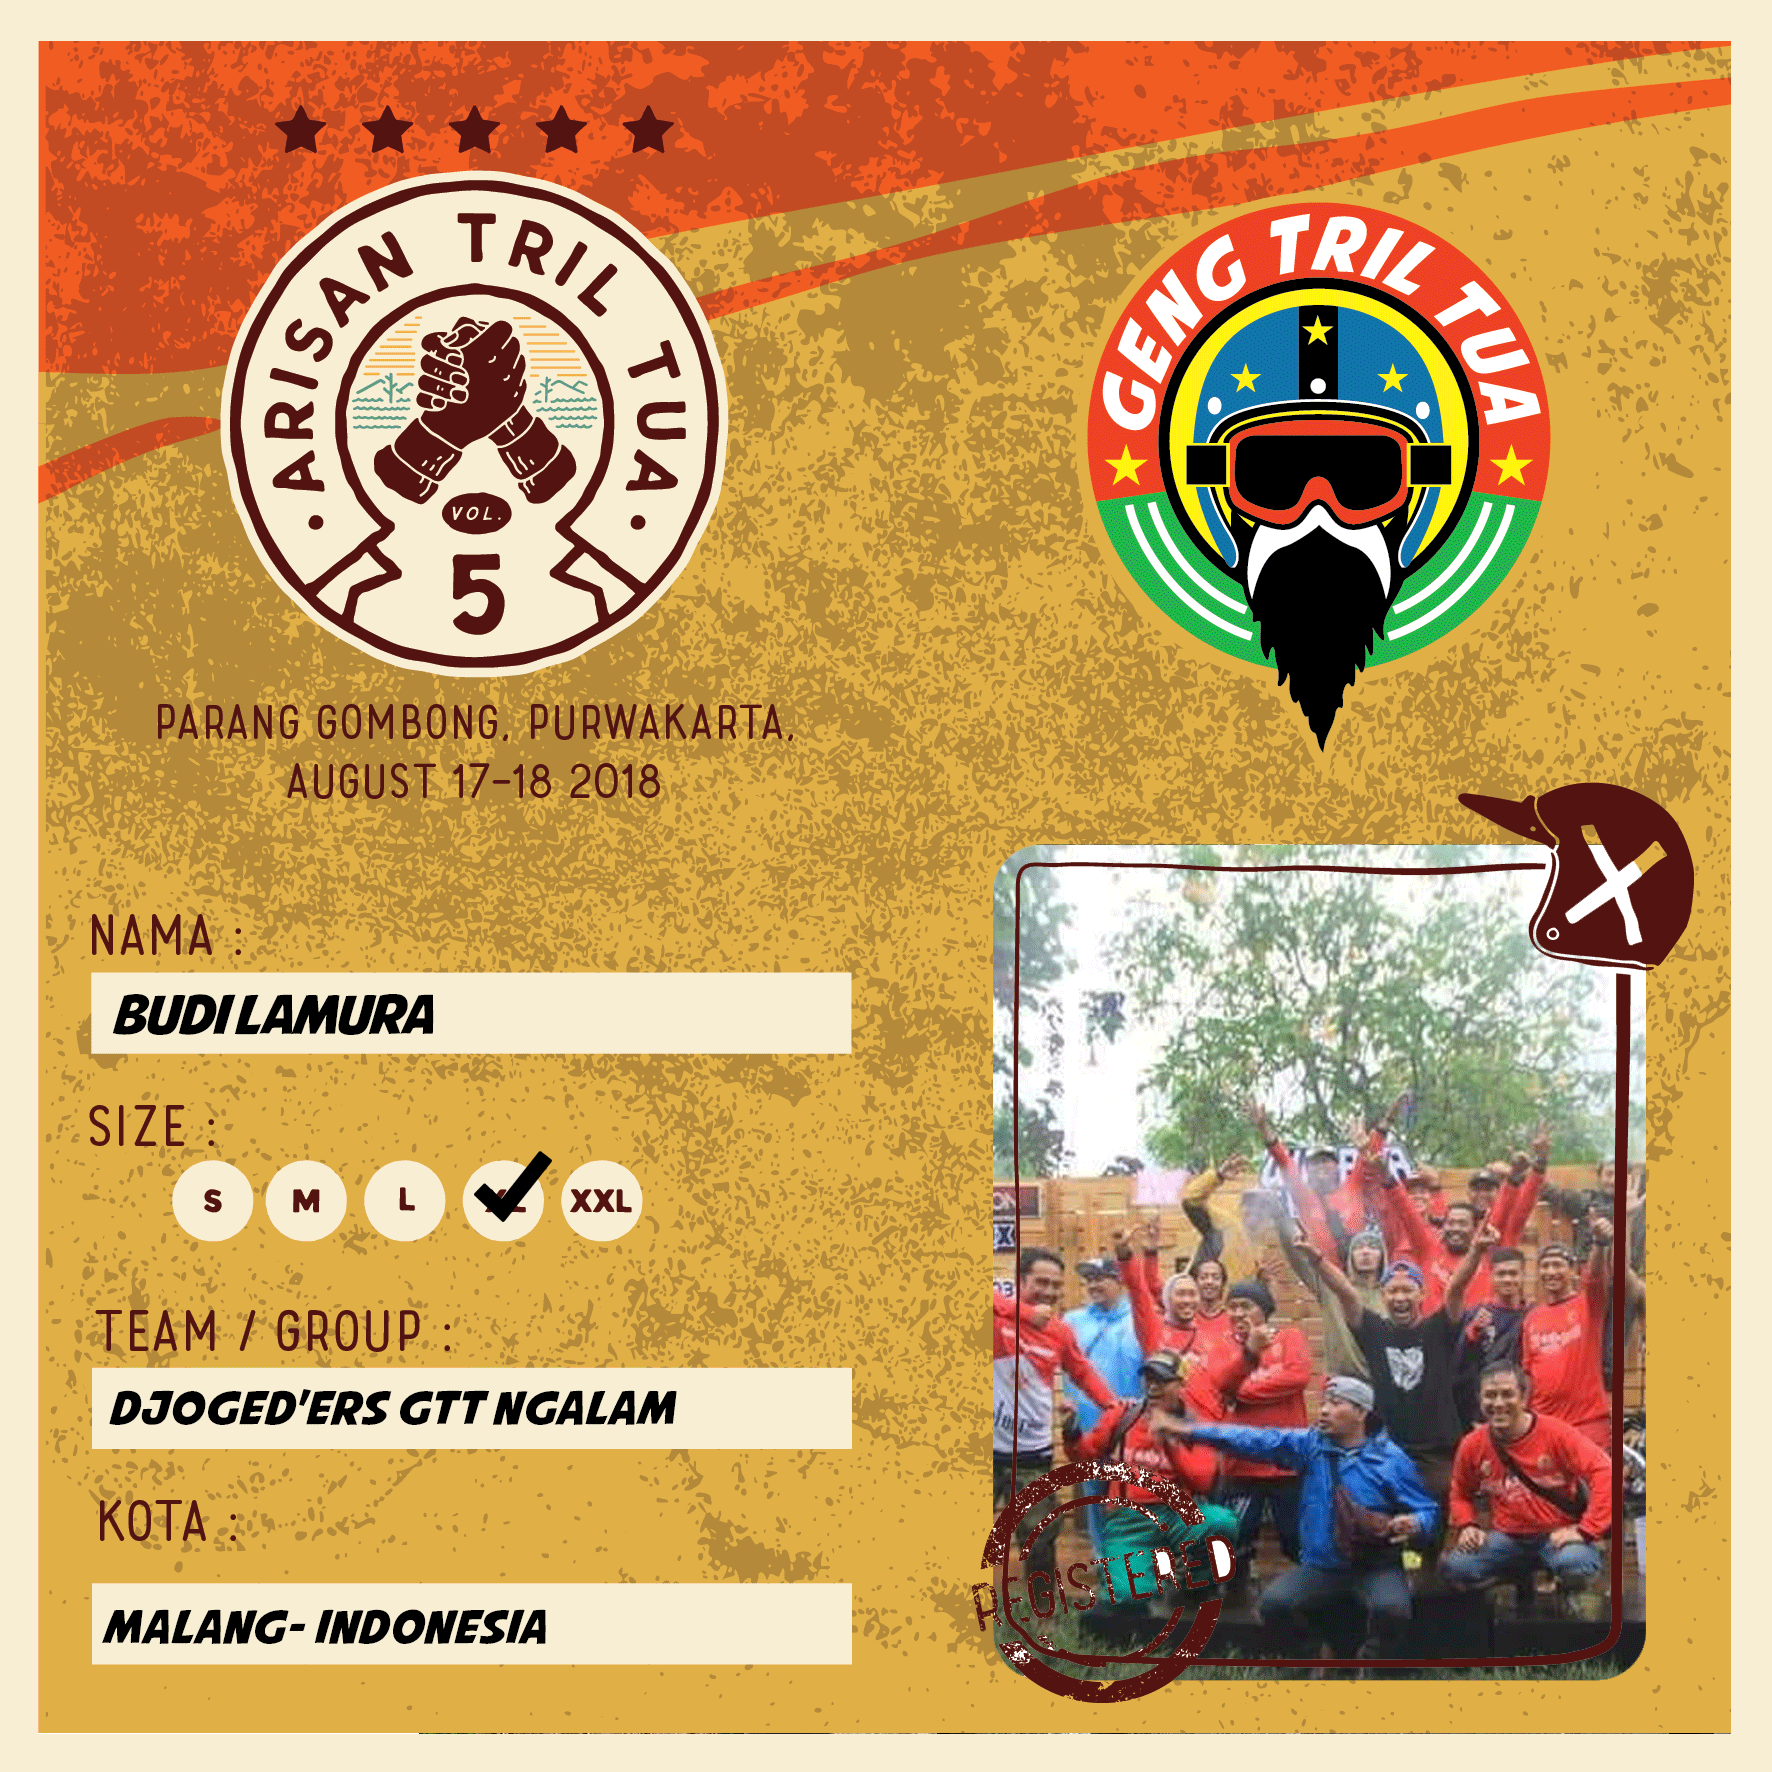 ARISAN TRIL TUA
VOL.
5
GENG TRIL TUA
PARANG GOMBONG, PURWAKARTA,
AUGUST 17-18 2018
NAMA :
BUDI LAMURA
SIZE :
S M L XL XXL
TEAM / GROUP :
DJOGED'ERS GTT NGALAM
KOTA :
MALANG- INDONESIA
REGISTERED